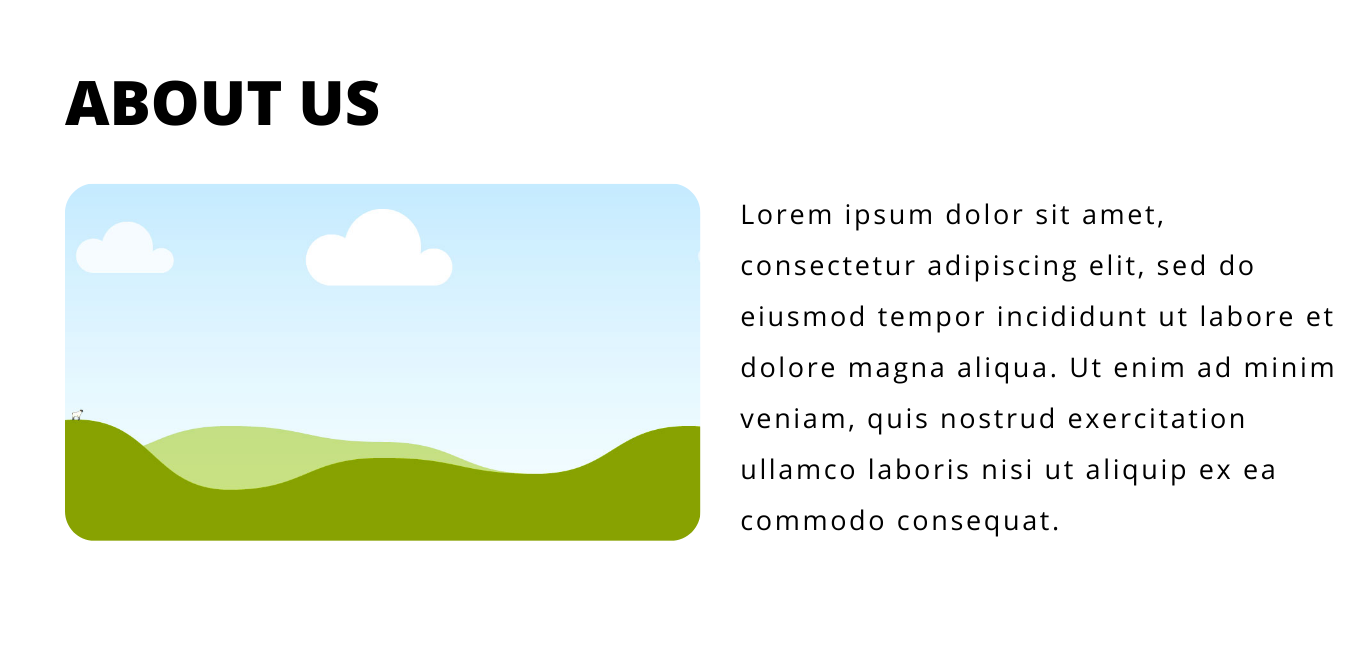 ABOUT US
Lorem ipsum dolor sit amet,
consectetur adipiscing elit, sed do
eiusmod tempor incididunt ut labore et
dolore magna aliqua. Ut enim ad minim
veniam, quis nostrud exercitation
ullamco laboris nisi ut aliquip ex ea
commodo consequat.